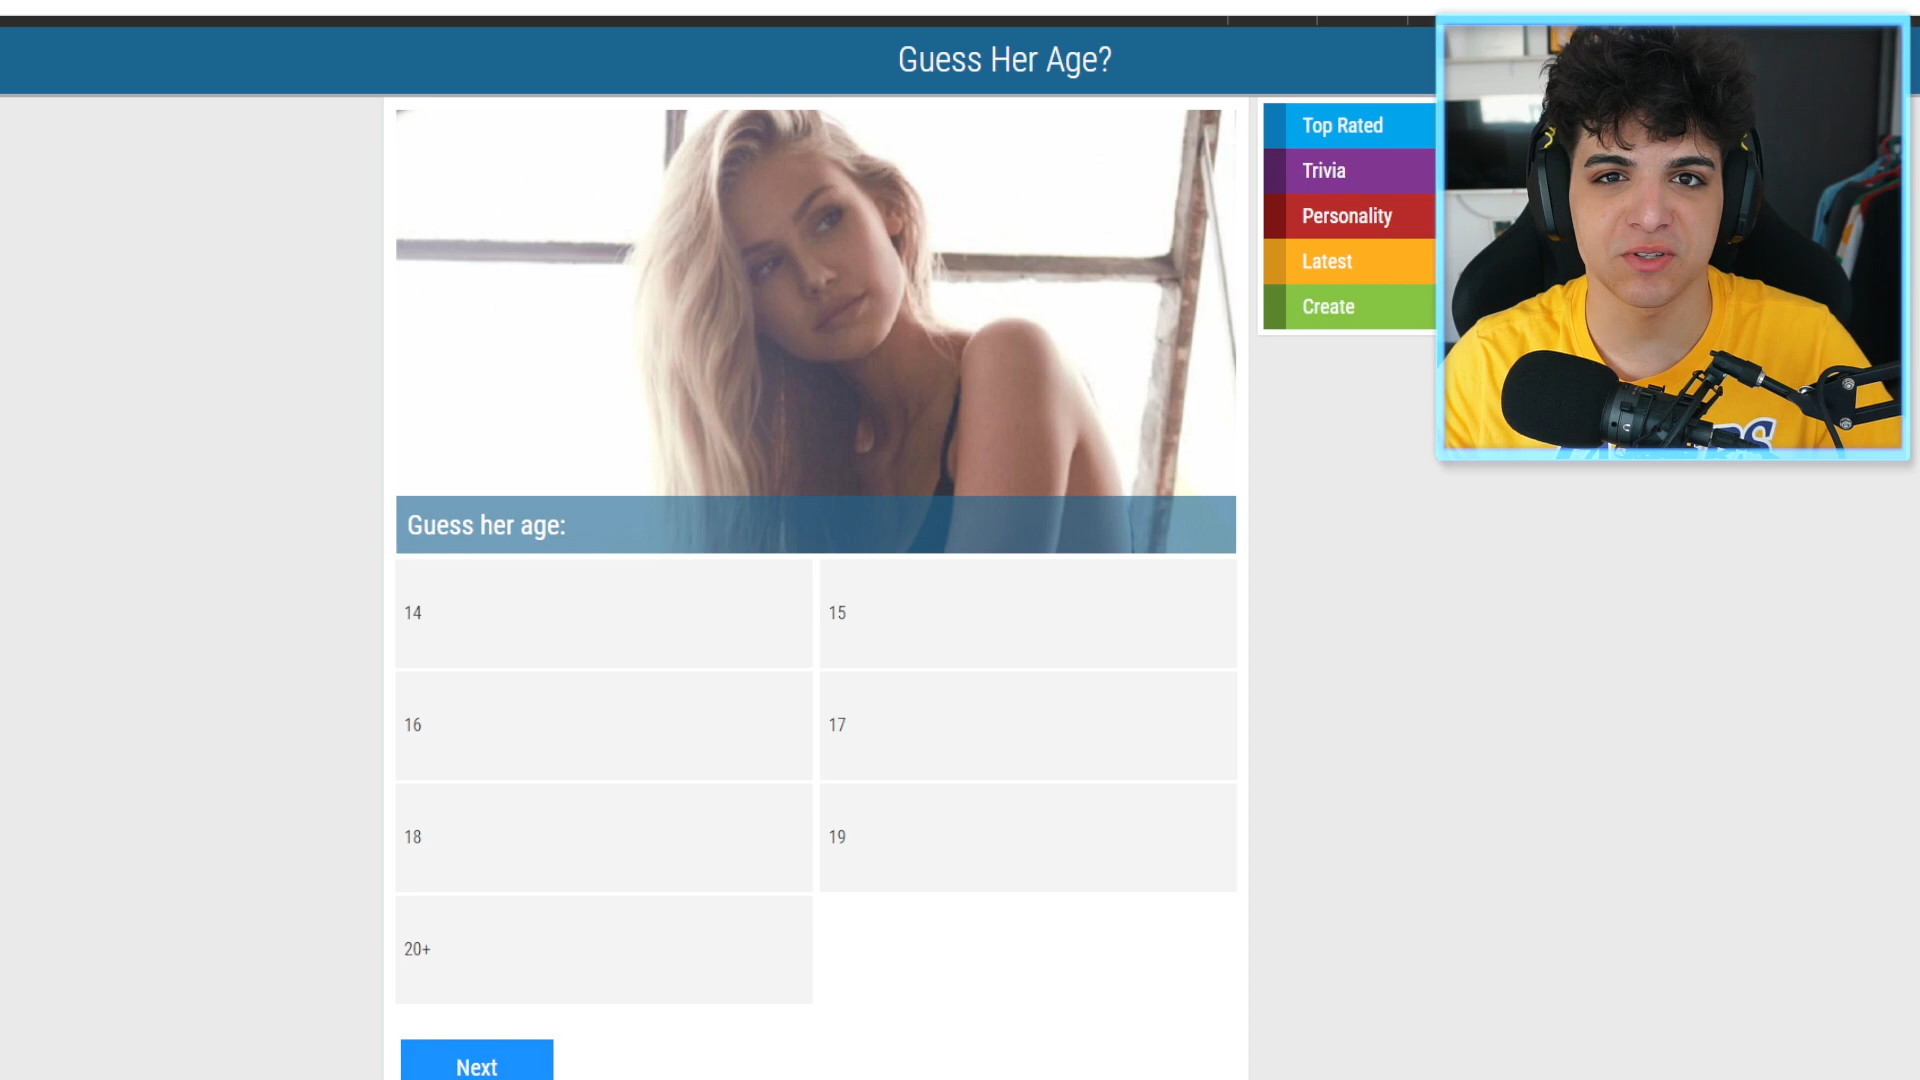 Guess Her Age?
Top Rated
Trivia
Personality
Latest
Create
Guess her age:
14
15
16
17
18
19
20+
Next